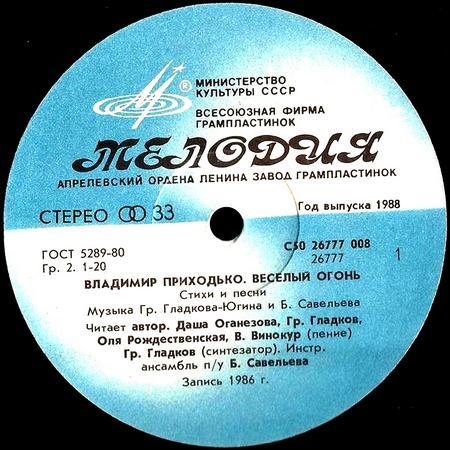 ®
МИНИСТЕРСТВО
КУЛЬТУРЫ СССР
ВСЕСОЮЗНАЯ ФИРМА
ГРАМПЛАСТИНОК
МЕЛОДИЯ
АПРЕЛЕВСКИЙ ОРДЕНА ЛЕНИНА ЗАВОД ГРАМПЛАСТИНОК
СТЕРЕО 33
Год выпуска 1988
ГОСТ 5289-80
Гр. 2. 1-20
С50 26777 008
26777
1
ВЛАДИМИР ПРИХОДЬКО. ВЕСЕЛЫЙ ОГОНЬ
Стихи и песни
Музыка Гр. Гладкова-Югина и Б. Савельева
Читает автор. Даша Оганезова, Гр. Гладков,
Оля Рождественская, В. Винокур (пение)
Гр. Гладков (синтезатор). Инстр.
ансамбль п/у Б. Савельева
Запись 1986 г.